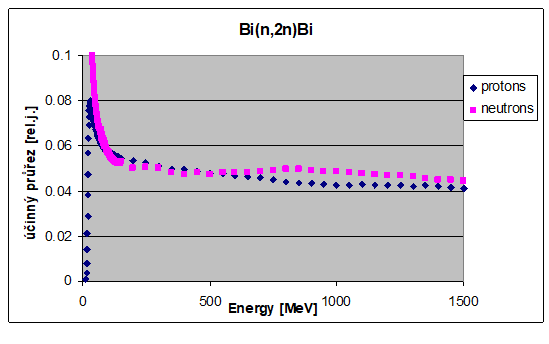 Bi(n,2n)Bi
0.1
0.08
0.06
0.04
0.02
0
účinný průřez [rel.j.]
0
500
1000
1500
Energy [MeV]
protons
neutrons